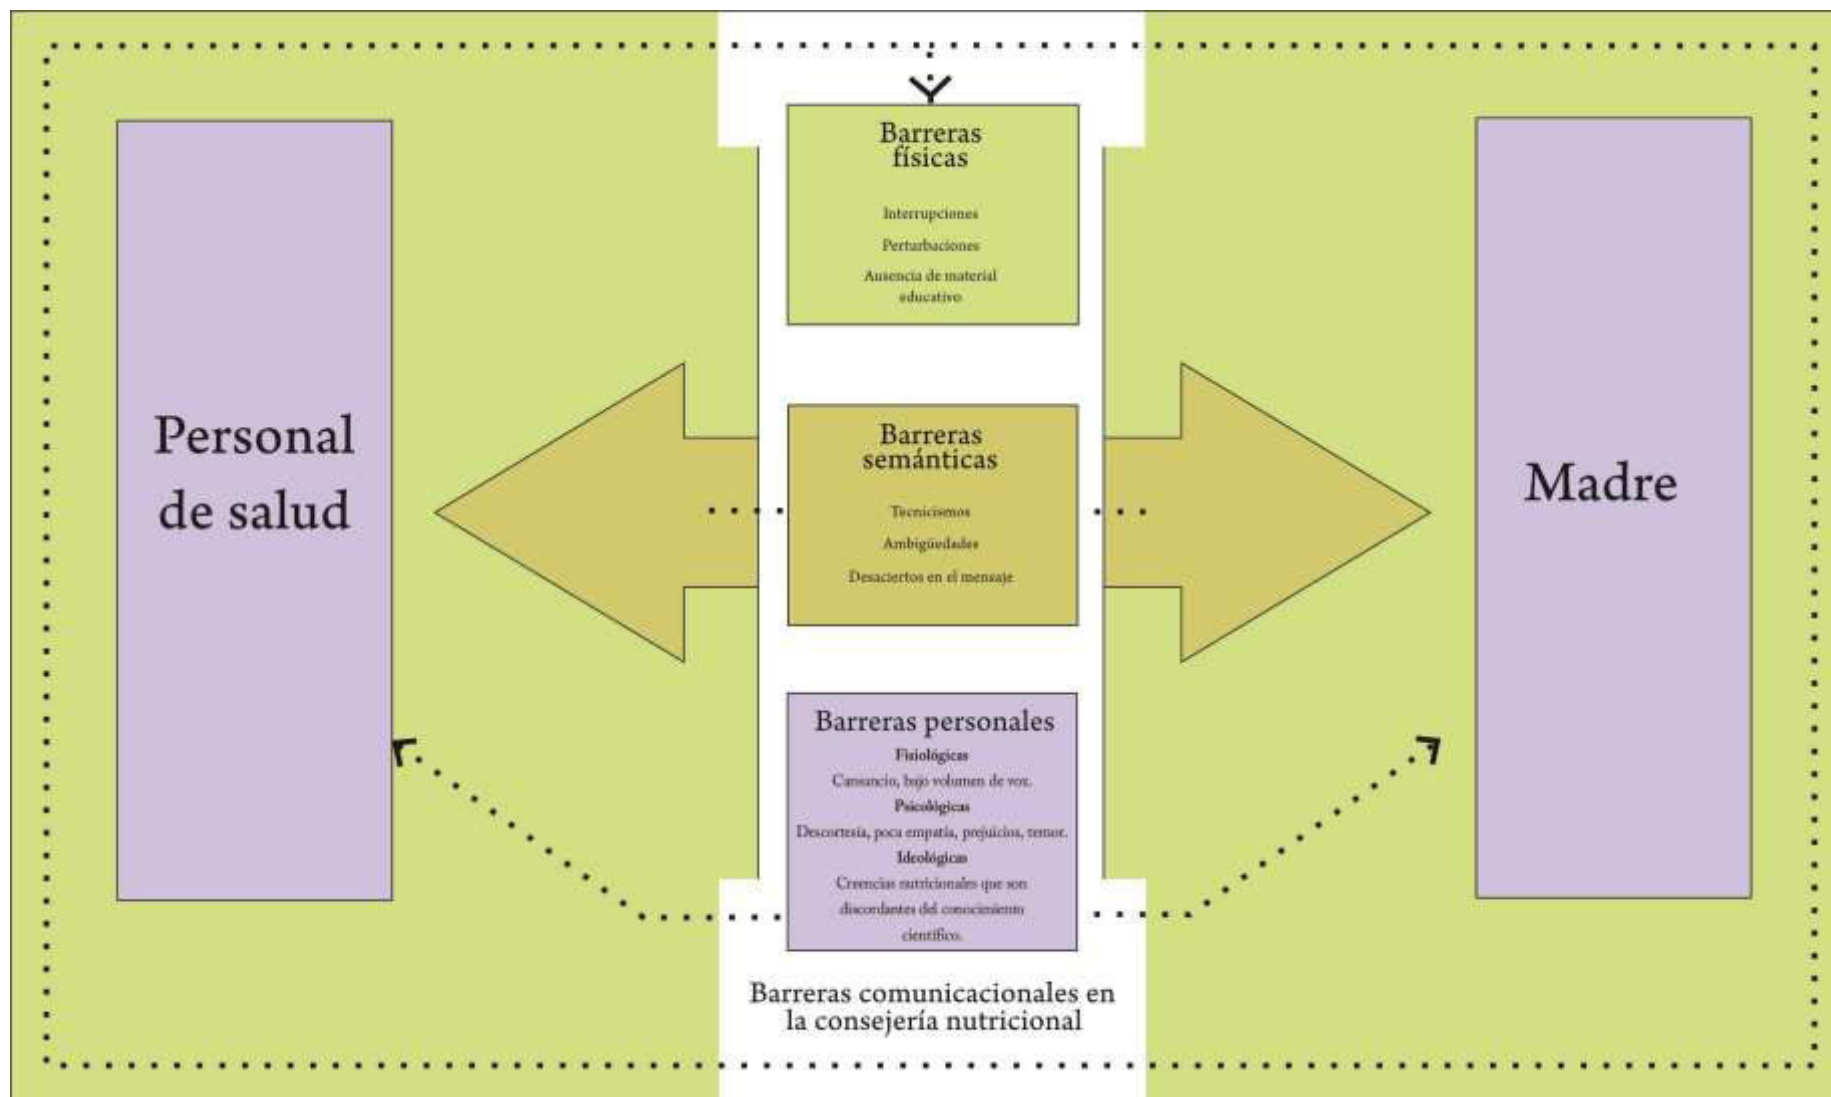 Personal
de salud
Barreras
físicas
Interrupciones
Perturbaciones
Ausencia de material
educativo
Barreras
semánticas
Tecnicismos
Ambigüedades
Desaciertos en el mensaje
Barreras personales
Fisiológicas
Cansancio, bajo volumen de voz.
Psicológicas
Descortesía, poca empatía, prejuicios, temor.
Ideológicas
Creencias nutricionales que son
discordantes del conocimiento
científico.
Barreras comunicacionales en
la consejería nutricional
Madre